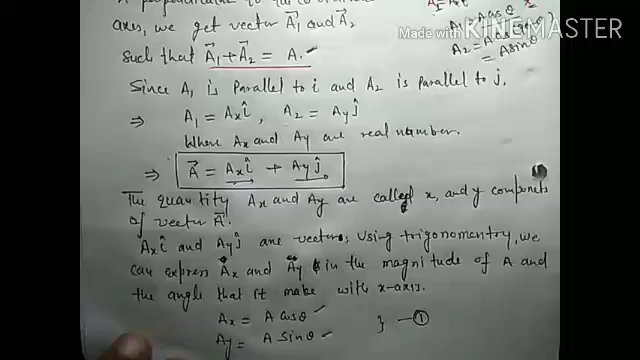 A perpendicular to the coordinate
axes, we get vector A⃗₁ and A⃗₂
such that A⃗₁ + A⃗₂ = A.
Since A₁ is parallel to i and A₂ is parallel to j,
⇒ A₁ = Axî, A₂ = Ayĵ
Where Ax and Ay are real number.
⇒ A⃗ = Axî + Ayĵ
The quantity Ax and Ay are called x, and y components
of vector A⃗.
Axî and Ayĵ are vectors, Using trigonomentry, we
can express Ax and Ay in the magnitude of A and
the angle that it make with x-axis.
Ax = A cosθ
Ay = A sinθ } — ①
A₁ = A cosθ
A₂ =
= A sinθ
Made with KINEMASTER